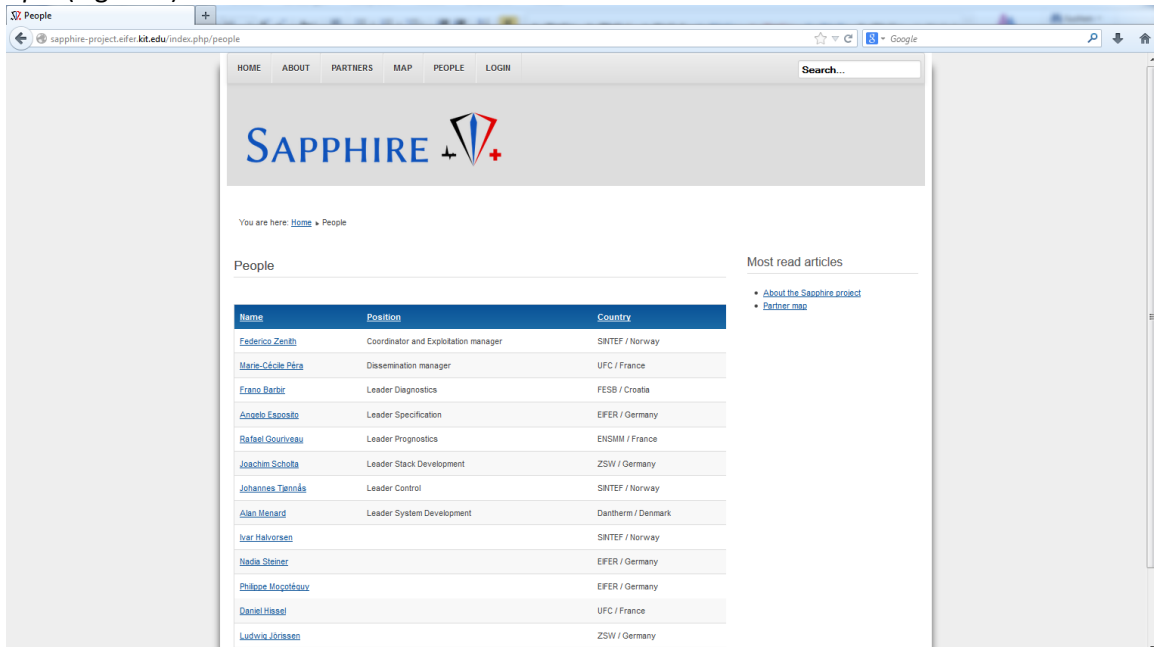 People
+
sapphire-project.eifer.kit.edu/index.php/people
Google
HOME ABOUT PARTNERS MAP PEOPLE LOGIN
Search...
SAPPHIRE
You are here: Home ▸ People
People
Most read articles
• About the Sapphire project
• Partner map
Name Position Country
Federico Zenith Coordinator and Exploitation manager SINTEF / Norway
Marie-Cécile Péra Dissemination manager UFC / France
Frano Barbir Leader Diagnostics FESB / Croatia
Angelo Esposito Leader Specification EIFER / Germany
Rafael Gouriveau Leader Prognostics ENSMM / France
Joachim Scholta Leader Stack Development ZSW / Germany
Johannes Tjønnås Leader Control SINTEF / Norway
Alan Menard Leader System Development Dantherm / Denmark
Ivar Halvorsen SINTEF / Norway
Nadia Steiner EIFER / Germany
Philippe Moçotéguy EIFER / Germany
Daniel Hissel UFC / France
Ludwig Jörissen ZSW / Germany